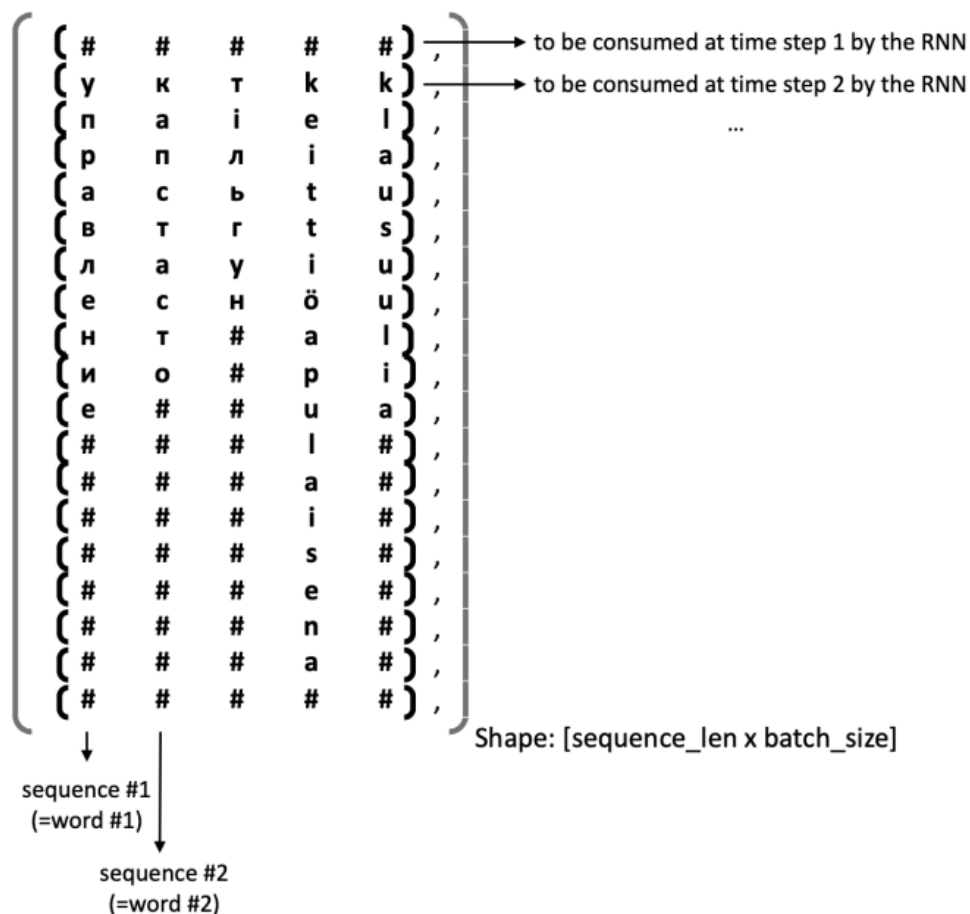 ( # # # # # ) , to be consumed at time step 1 by the RNN
( у к т k k ) , to be consumed at time step 2 by the RNN
( п а і e l ) , ...
( р п л i a ) ,
( а с ь t u ) ,
( в т г t s ) ,
( л а у i u ) ,
( е с н ö u ) ,
( н т # a l ) ,
( и о # p i ) ,
( е # # u a ) ,
( # # # l # ) ,
( # # # a # ) ,
( # # # i # ) ,
( # # # s # ) ,
( # # # e # ) ,
( # # # n # ) ,
( # # # a # ) ,
( # # # # # ) ,
Shape: [sequence_len x batch_size]
sequence #1
(=word #1)
sequence #2
(=word #2)